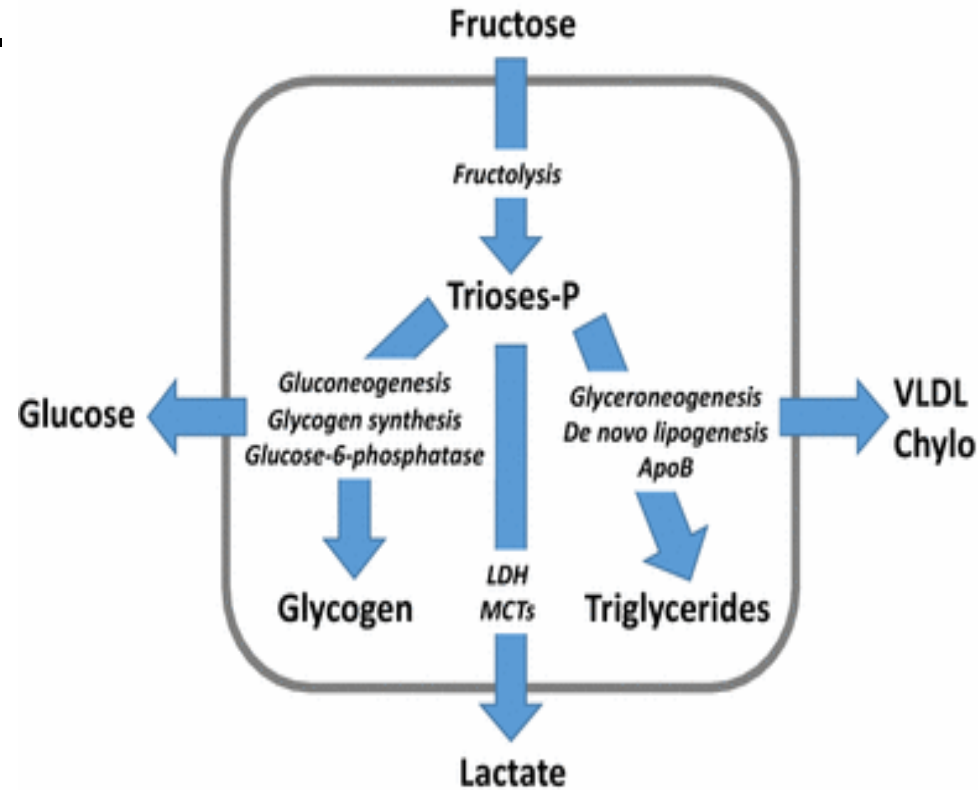 Fructose
Fructolysis
Trioses-P
Gluconeogenesis
Glycogen synthesis
Glucose-6-phosphatase
Glyceroneogenesis
De novo lipogenesis
ApoB
Glucose
VLDL
Chylo
LDH
MCTs
Glycogen
Triglycerides
Lactate